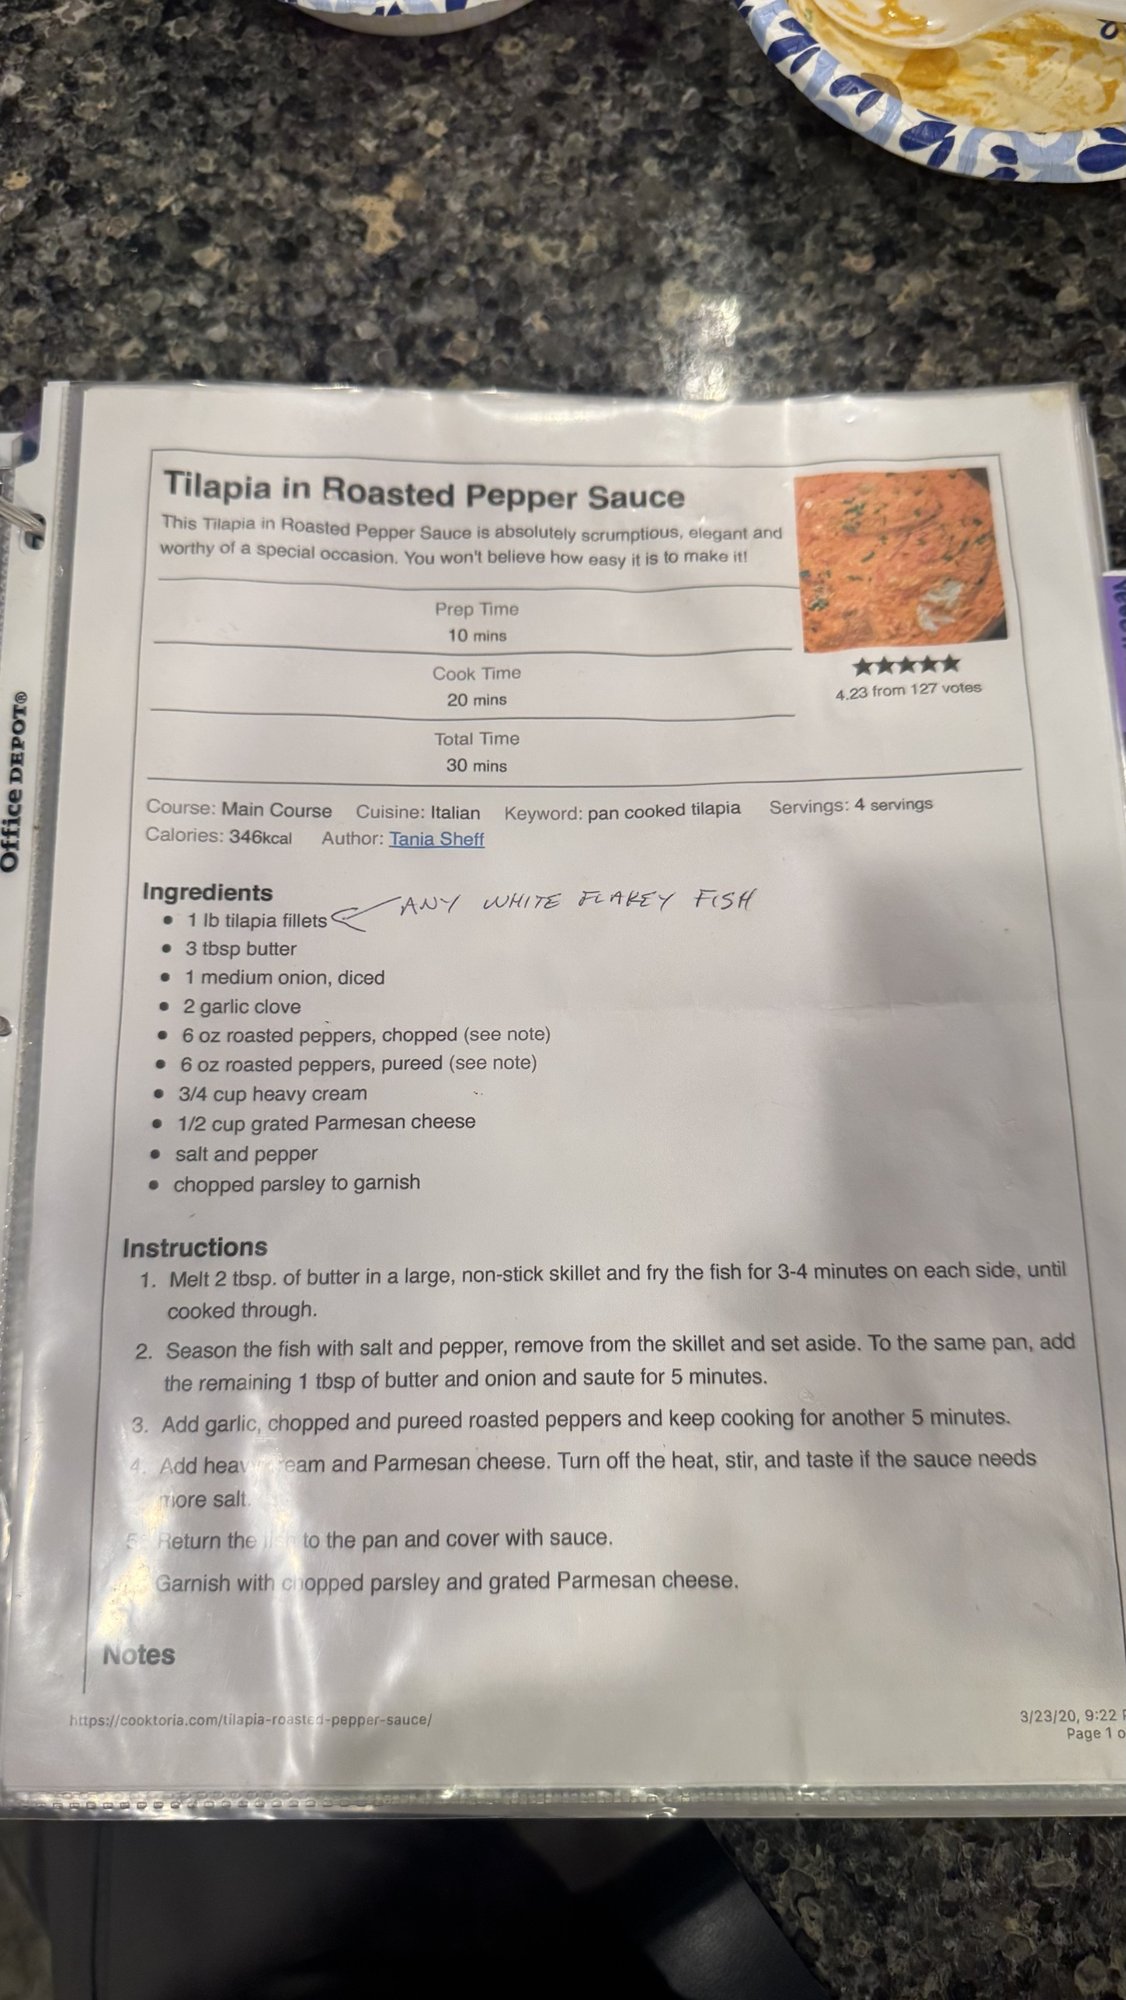 Tilapia in Roasted Pepper Sauce
This Tilapia in Roasted Pepper Sauce is absolutely scrumptious, elegant and
worthy of a special occasion. You won't believe how easy it is to make it!
Prep Time
10 mins
Cook Time
20 mins
Total Time
30 mins
★★★★★
4.23 from 127 votes
Course: Main Course Cuisine: Italian Keyword: pan cooked tilapia Servings: 4 servings
Calories: 346kcal Author: Tania Sheff
Ingredients
• 1 lb tilapia fillets ANY WHITE FLAKEY FISH
• 3 tbsp butter
• 1 medium onion, diced
• 2 garlic clove
• 6 oz roasted peppers, chopped (see note)
• 6 oz roasted peppers, pureed (see note)
• 3/4 cup heavy cream
• 1/2 cup grated Parmesan cheese
• salt and pepper
• chopped parsley to garnish
Instructions
1. Melt 2 tbsp. of butter in a large, non-stick skillet and fry the fish for 3-4 minutes on each side, until
cooked through.
2. Season the fish with salt and pepper, remove from the skillet and set aside. To the same pan, add
the remaining 1 tbsp of butter and onion and saute for 5 minutes.
3. Add garlic, chopped and pureed roasted peppers and keep cooking for another 5 minutes.
4. Add heavy cream and Parmesan cheese. Turn off the heat, stir, and taste if the sauce needs
more salt.
5. Return the fish to the pan and cover with sauce.
Garnish with chopped parsley and grated Parmesan cheese.
Notes
https://cooktoria.com/tilapia-roasted-pepper-sauce/
3/23/20, 9:22
Page 1 o
Office DEPOT®